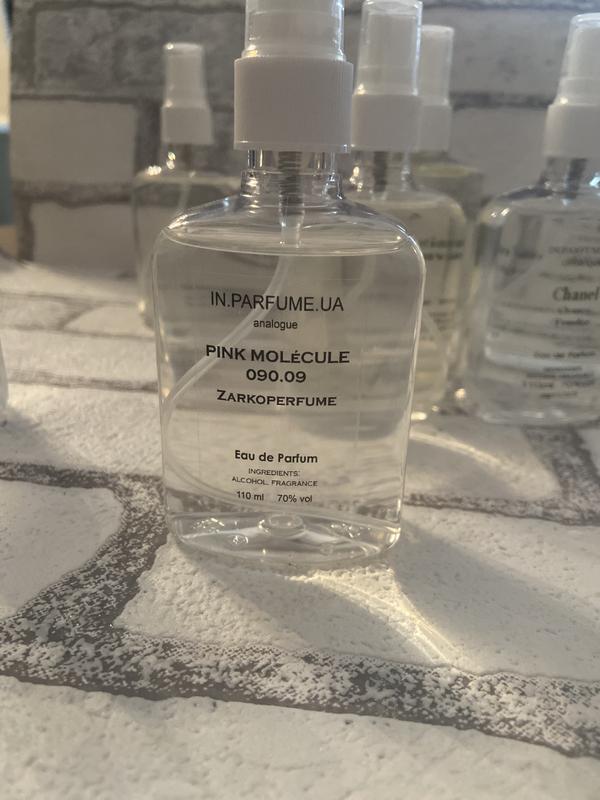 IN.PARFUME.UA
analogue
PINK MOLéCULE
090.09
ZARKOPERFUME
Eau de Parfum
INGREDIENTS:
ALCOHOL, FRAGRANCE
110 ml 70% vol
Chanel
Eau de Parfum